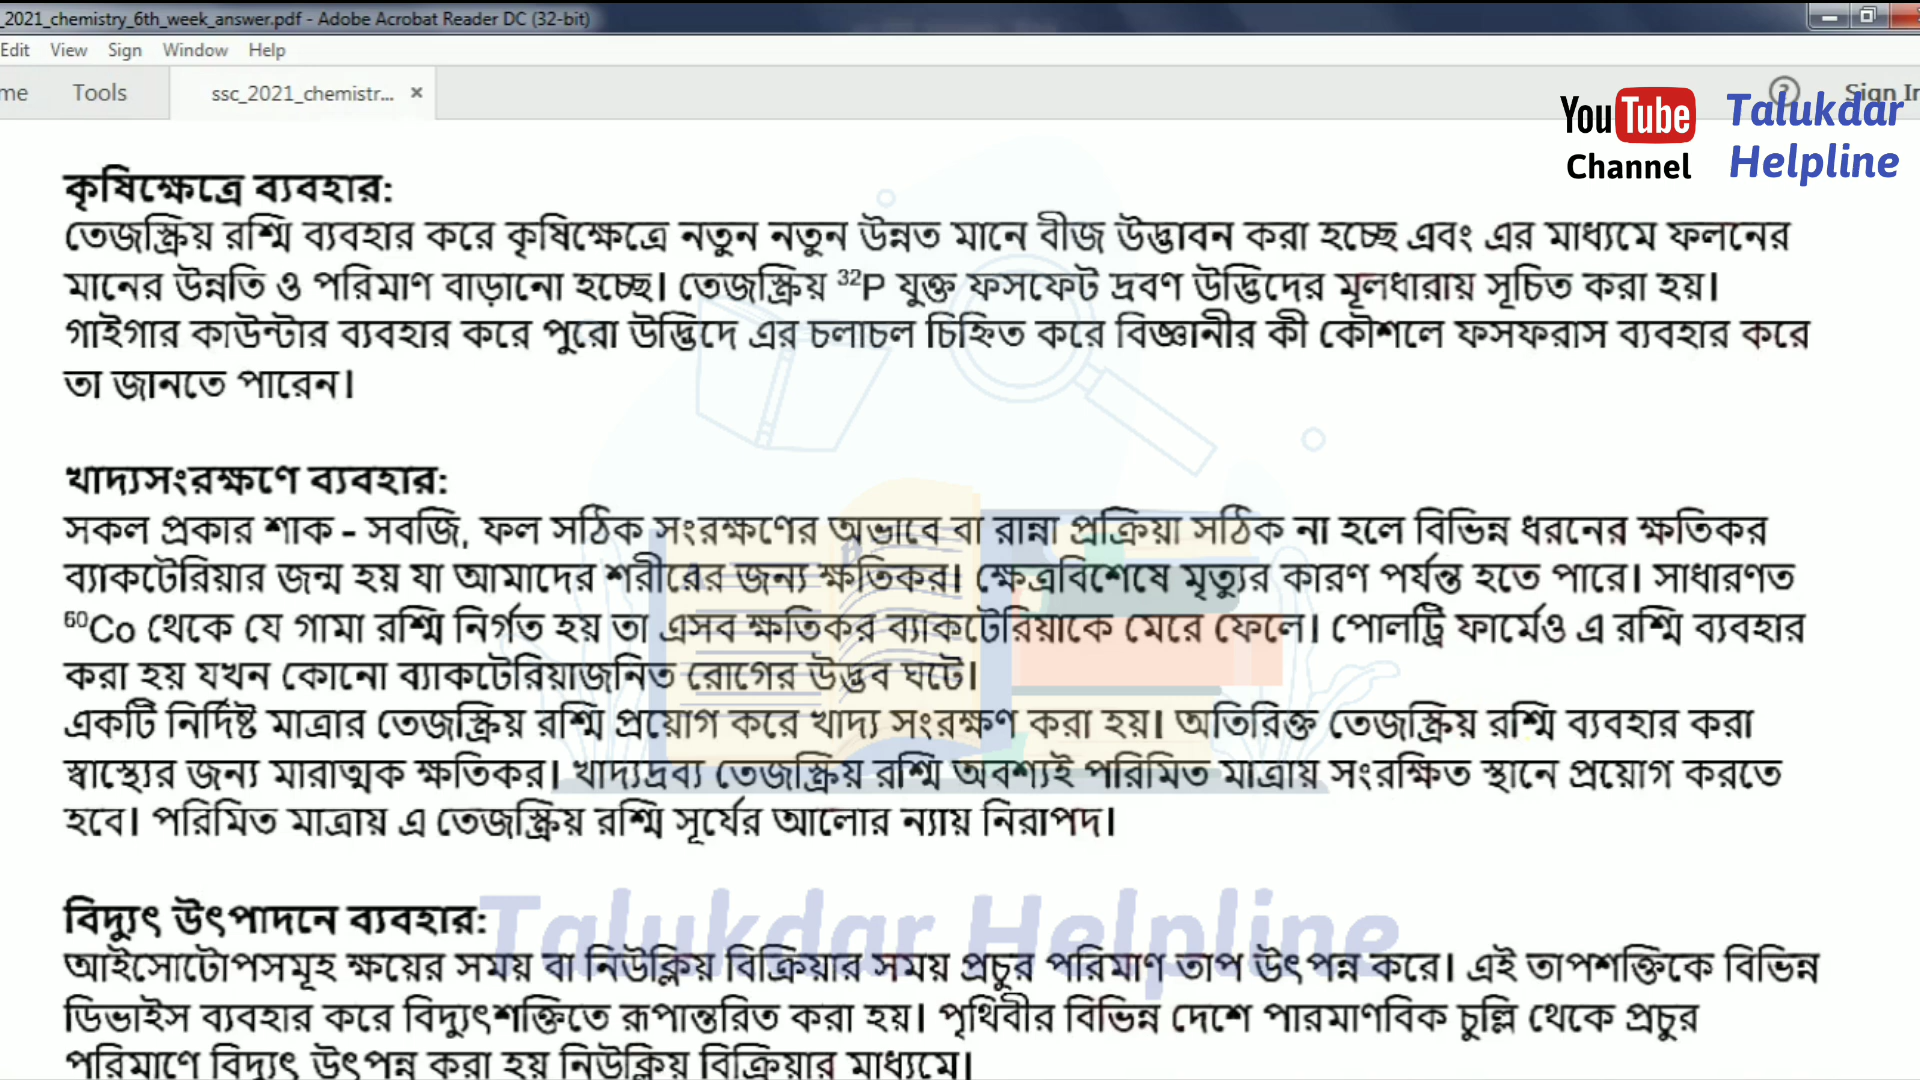 _2021_chemistry_6th_week_answer.pdf - Adobe Acrobat Reader DC (32-bit)
Edit View Sign Window Help
me Tools ssc_2021_chemistr... × ? Sign In
YouTube Channel
Talukdar Helpline
কৃষিক্ষেত্রে ব্যবহার:
তেজস্ক্রিয় রশ্মি ব্যবহার করে কৃষিক্ষেত্রে নতুন নতুন উন্নত মানে বীজ উদ্ভাবন করা হচ্ছে এবং এর মাধ্যমে ফলনের
মানের উন্নতি ও পরিমাণ বাড়ানো হচ্ছে। তেজস্ক্রিয় ³²P যুক্ত ফসফেট দ্রবণ উদ্ভিদের মূলধারায় সূচিত করা হয়।
গাইগার কাউন্টার ব্যবহার করে পুরো উদ্ভিদে এর চলাচল চিহ্নিত করে বিজ্ঞানীর কী কৌশলে ফসফরাস ব্যবহার করে
তা জানতে পারেন।
খাদ্যসংরক্ষণে ব্যবহার:
সকল প্রকার শাক - সবজি, ফল সঠিক সংরক্ষণের অভাবে বা রান্না প্রক্রিয়া সঠিক না হলে বিভিন্ন ধরনের ক্ষতিকর
ব্যাকটেরিয়ার জন্ম হয় যা আমাদের শরীরের জন্য ক্ষতিকর। ক্ষেত্রবিশেষে মৃত্যুর কারণ পর্যন্ত হতে পারে। সাধারণত
⁶⁰Co থেকে যে গামা রশ্মি নির্গত হয় তা এসব ক্ষতিকর ব্যাকটেরিয়াকে মেরে ফেলে। পোলট্রি ফার্মেও এ রশ্মি ব্যবহার
করা হয় যখন কোনো ব্যাকটেরিয়াজনিত রোগের উদ্ভব ঘটে।
একটি নির্দিষ্ট মাত্রার তেজস্ক্রিয় রশ্মি প্রয়োগ করে খাদ্য সংরক্ষণ করা হয়। অতিরিক্ত তেজস্ক্রিয় রশ্মি ব্যবহার করা
স্বাস্থ্যের জন্য মারাত্মক ক্ষতিকর। খাদ্যদ্রব্য তেজস্ক্রিয় রশ্মি অবশ্যই পরিমিত মাত্রায় সংরক্ষিত স্থানে প্রয়োগ করতে
হবে। পরিমিত মাত্রায় এ তেজস্ক্রিয় রশ্মি সূর্যের আলোর ন্যায় নিরাপদ।
বিদ্যুৎ উৎপাদনে ব্যবহার:
Talukdar Helpline
আইসোটোপসমূহ ক্ষয়ের সময় বা নিউক্লিয় বিক্রিয়ার সময় প্রচুর পরিমাণ তাপ উৎপন্ন করে। এই তাপশক্তিকে বিভিন্ন
ডিভাইস ব্যবহার করে বিদ্যুৎশক্তিতে রূপান্তরিত করা হয়। পৃথিবীর বিভিন্ন দেশে পারমাণবিক চুল্লি থেকে প্রচুর
পরিমাণে বিদ্যুৎ উৎপন্ন করা হয় নিউক্লিয় বিক্রিয়ার মাধ্যমে।